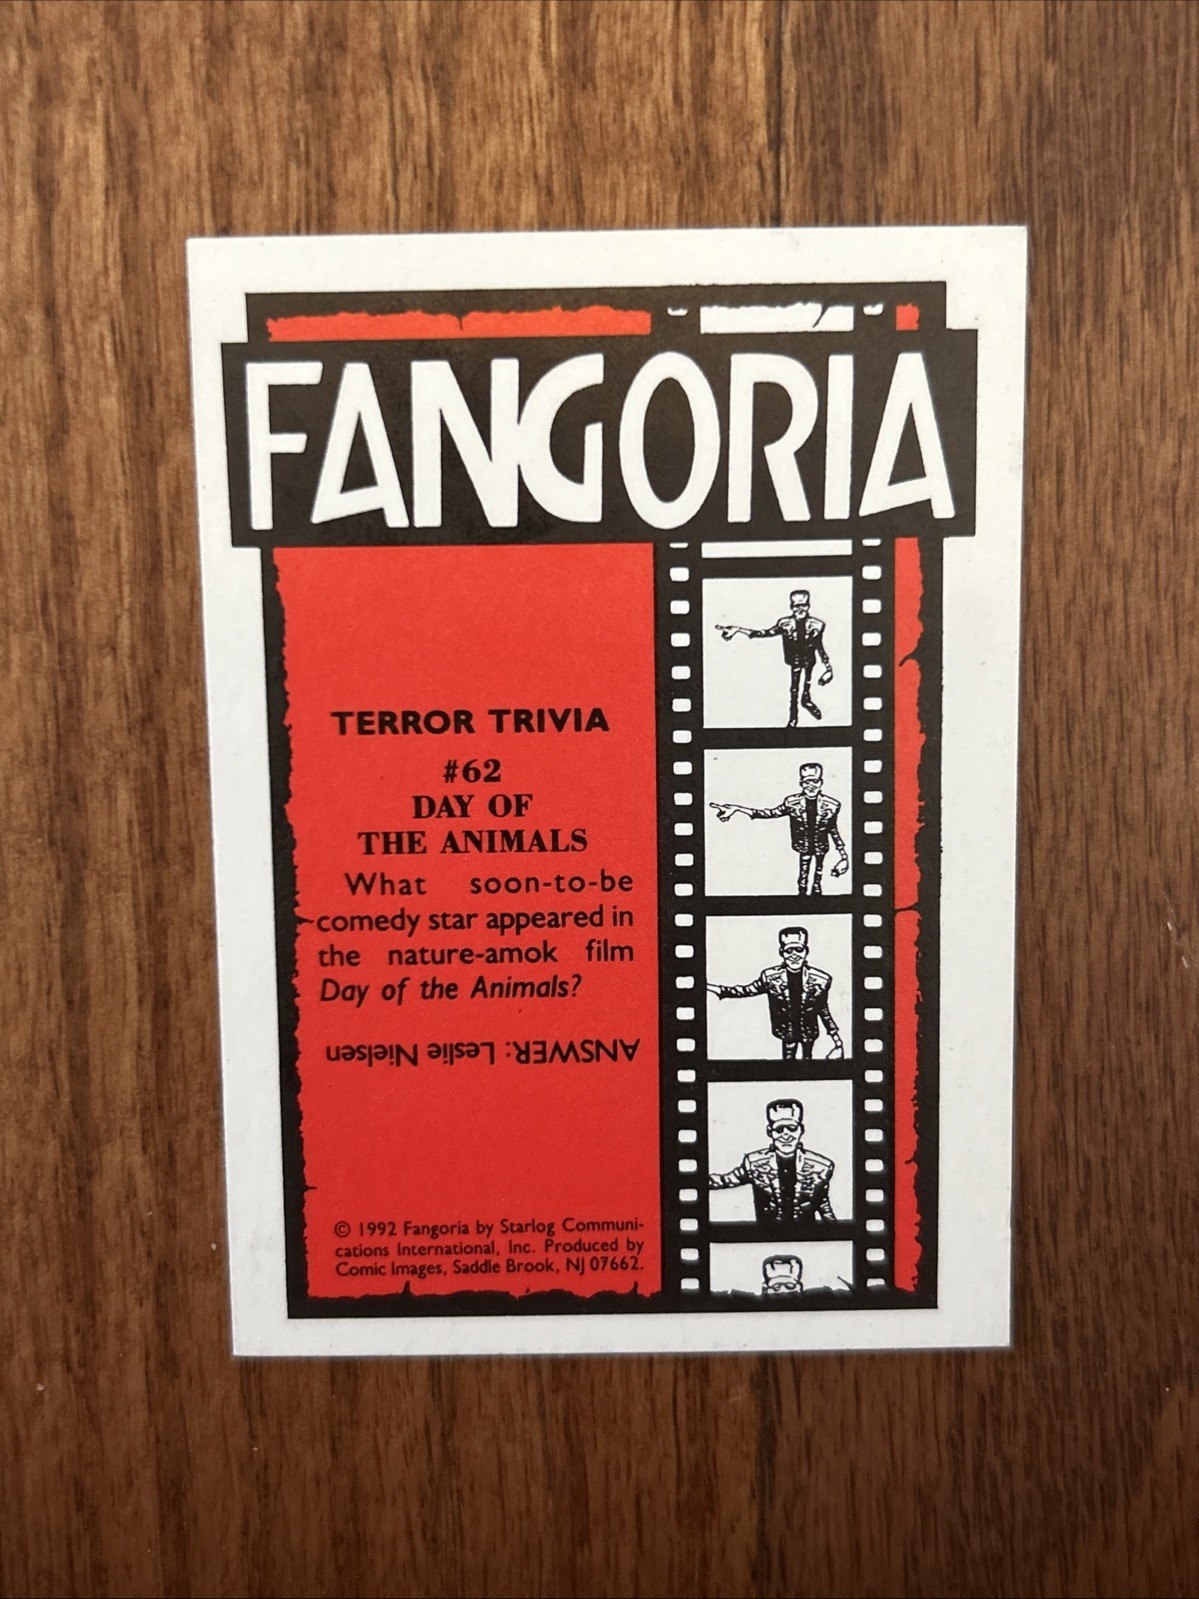 FANGORIA
TERROR TRIVIA
#62
DAY OF
THE ANIMALS
What soon-to-be
comedy star appeared in
the nature-amok film
Day of the Animals?
ANSWER: Leslie Nielsen
© 1992 Fangoria by Starlog Communi-
cations International, Inc. Produced by
Comic Images, Saddle Brook, NJ 07662.